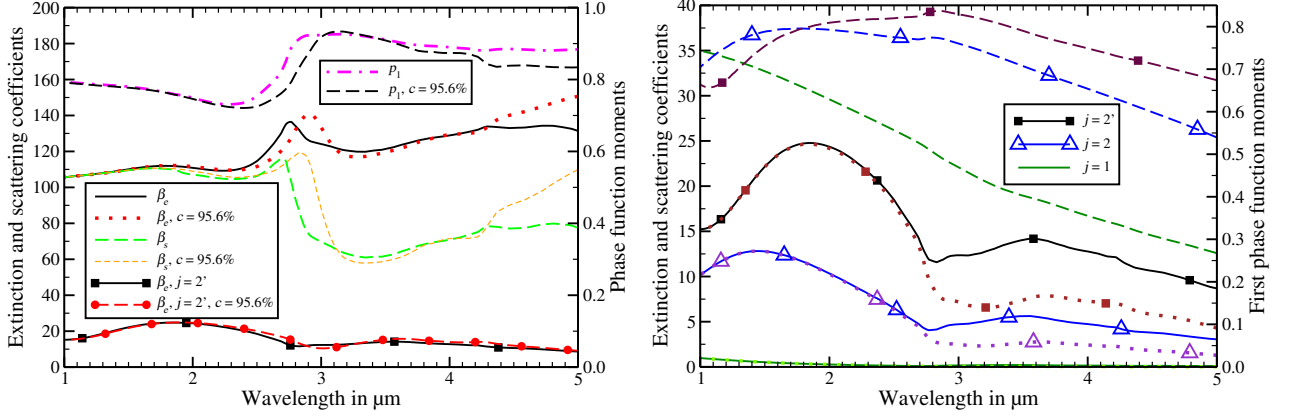 Extinction and scattering coefficients
200
180
160
140
120
100
80
60
40
20
0
1.0
0.8
0.6
0.4
0.2
0.0
Phase function moments
p₁
p₁, c = 95.6%
βₑ
βₑ, c = 95.6%
βₛ
βₛ, c = 95.6%
βₑ, j = 2’
βₑ, j = 2’, c = 95.6%
1 2 3 4 5
Wavelength in µm
Extinction and scattering coefficients
40
35
30
25
20
15
10
5
0
0.8
0.7
0.6
0.5
0.4
0.3
0.2
0.1
0.0
First phase function moments
j = 2’
j = 2
j = 1
1 2 3 4 5
Wavelength in µm